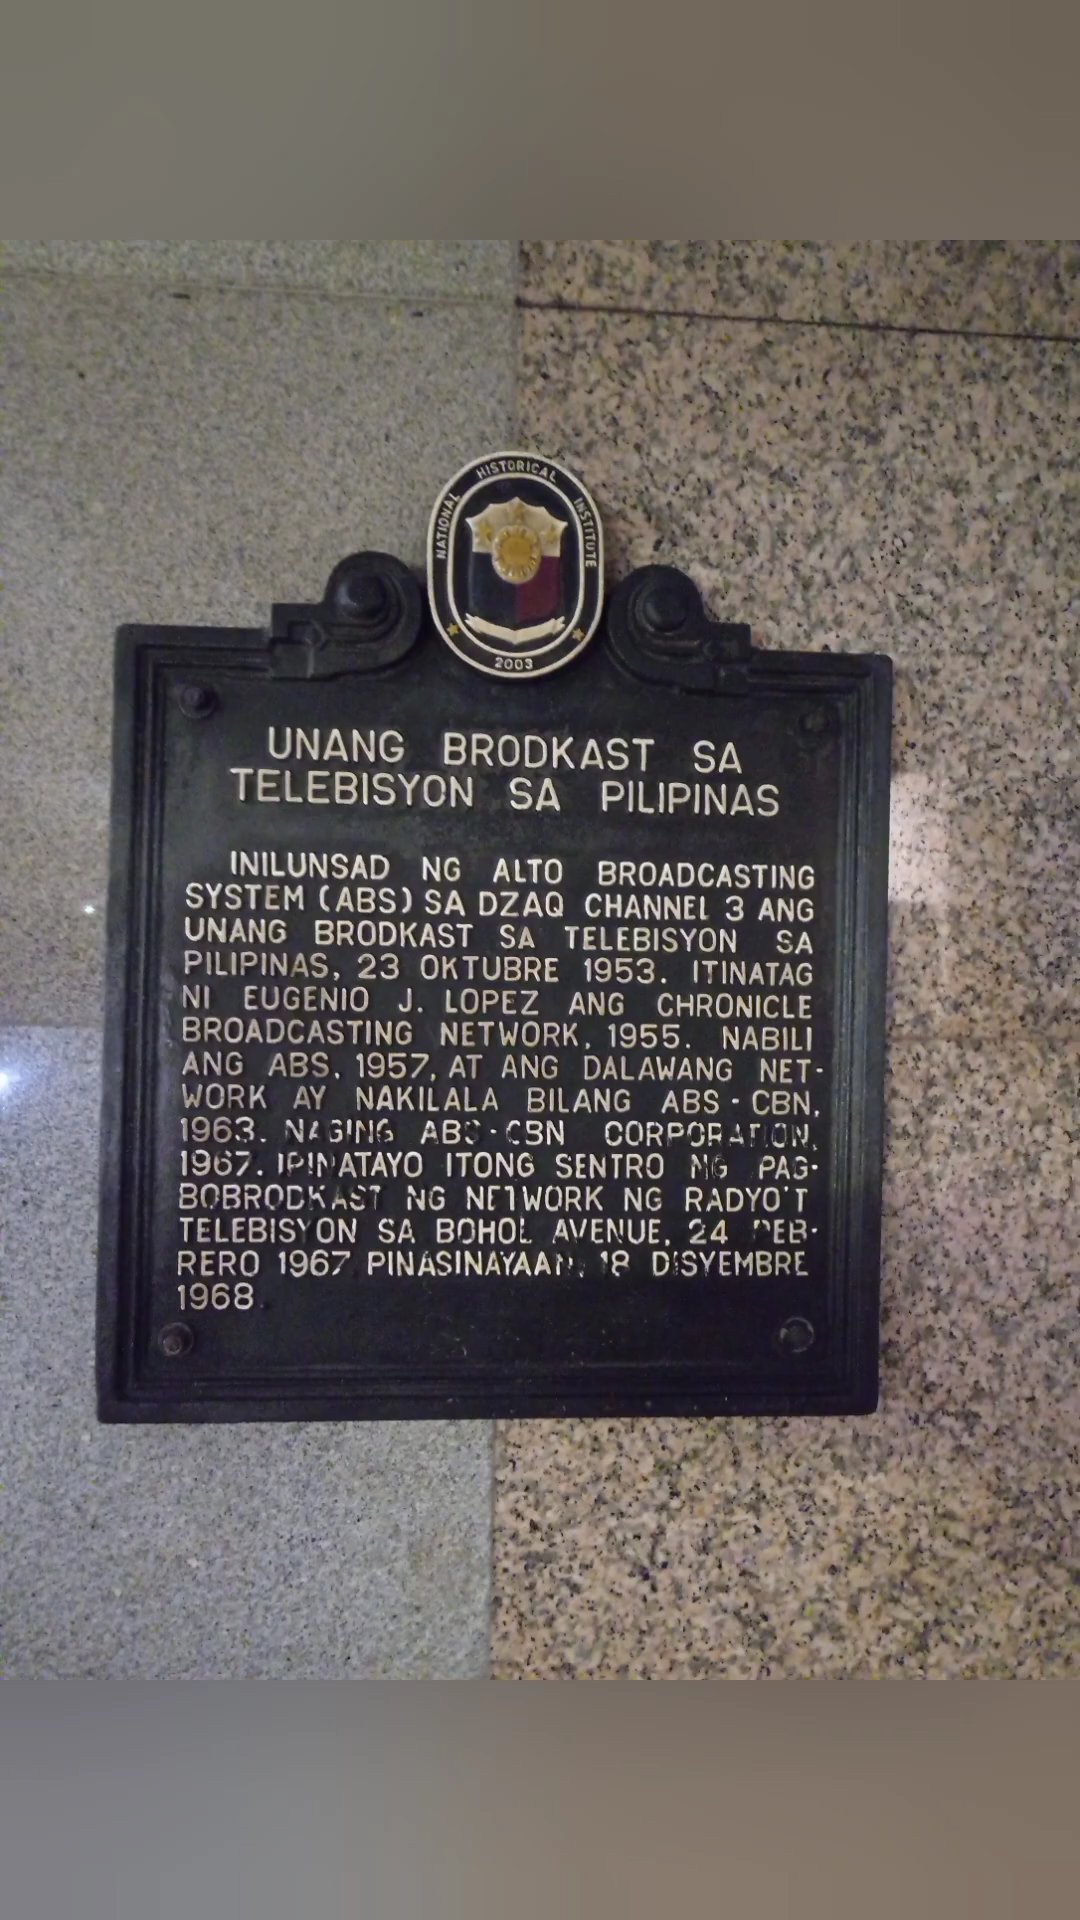 NATIONAL HISTORICAL INSTITUTE
2003
UNANG BRODKAST SA
TELEBISYON SA PILIPINAS
INILUNSAD NG ALTO BROADCASTING
SYSTEM (ABS) SA DZAQ CHANNEL 3 ANG
UNANG BRODKAST SA TELEBISYON SA
PILIPINAS, 23 OKTUBRE 1953. ITINATAG
NI EUGENIO J. LOPEZ ANG CHRONICLE
BROADCASTING NETWORK, 1955. NABILI
ANG ABS, 1957, AT ANG DALAWANG NET-
WORK AY NAKILALA BILANG ABS-CBN,
1963. NAGING ABS-CBN CORPORATION,
1967. IPINATAYO ITONG SENTRO NG PAG-
BOBRODKAST NG NETWORK NG RADYO'T
TELEBISYON SA BOHOL AVENUE, 24 PEB-
RERO 1967 PINASINAYAAN, 18 DISYEMBRE
1968.